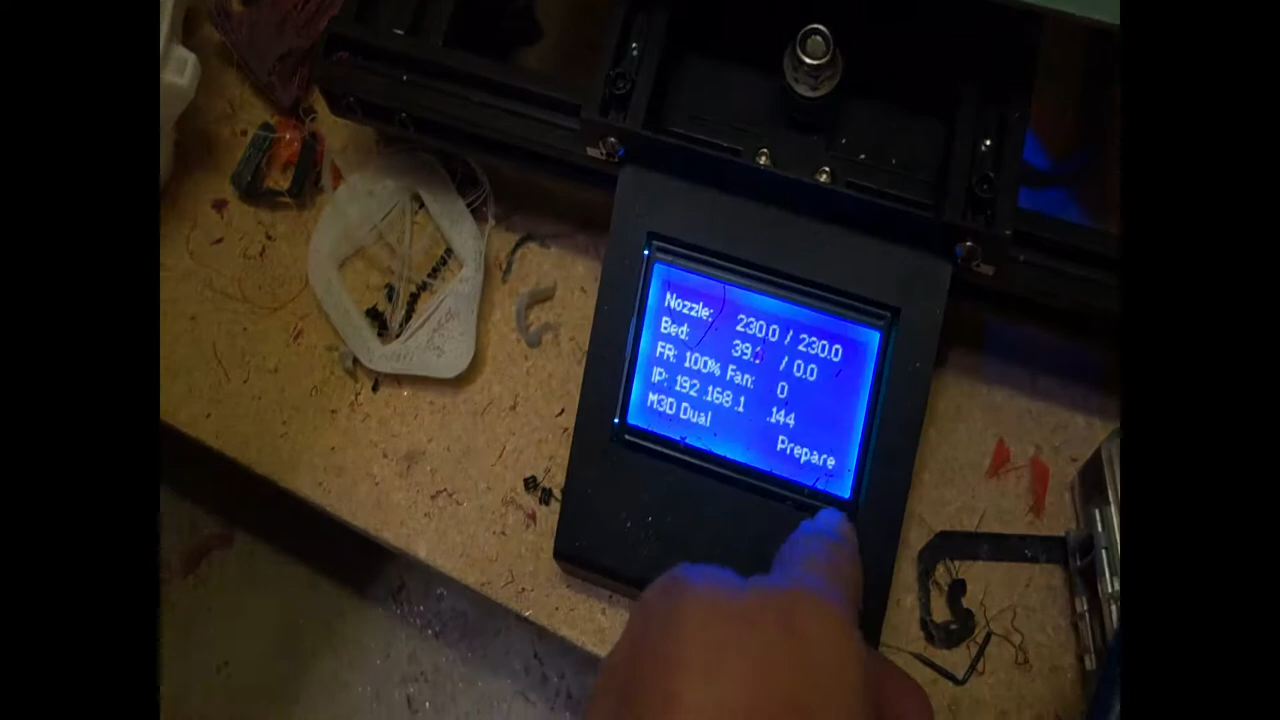 Nozzle: 230.0 / 230.0
Bed: / 0.0
FR: 100% Fan: 0
IP: 192.168.1 .144
M3D Dual
Prepare